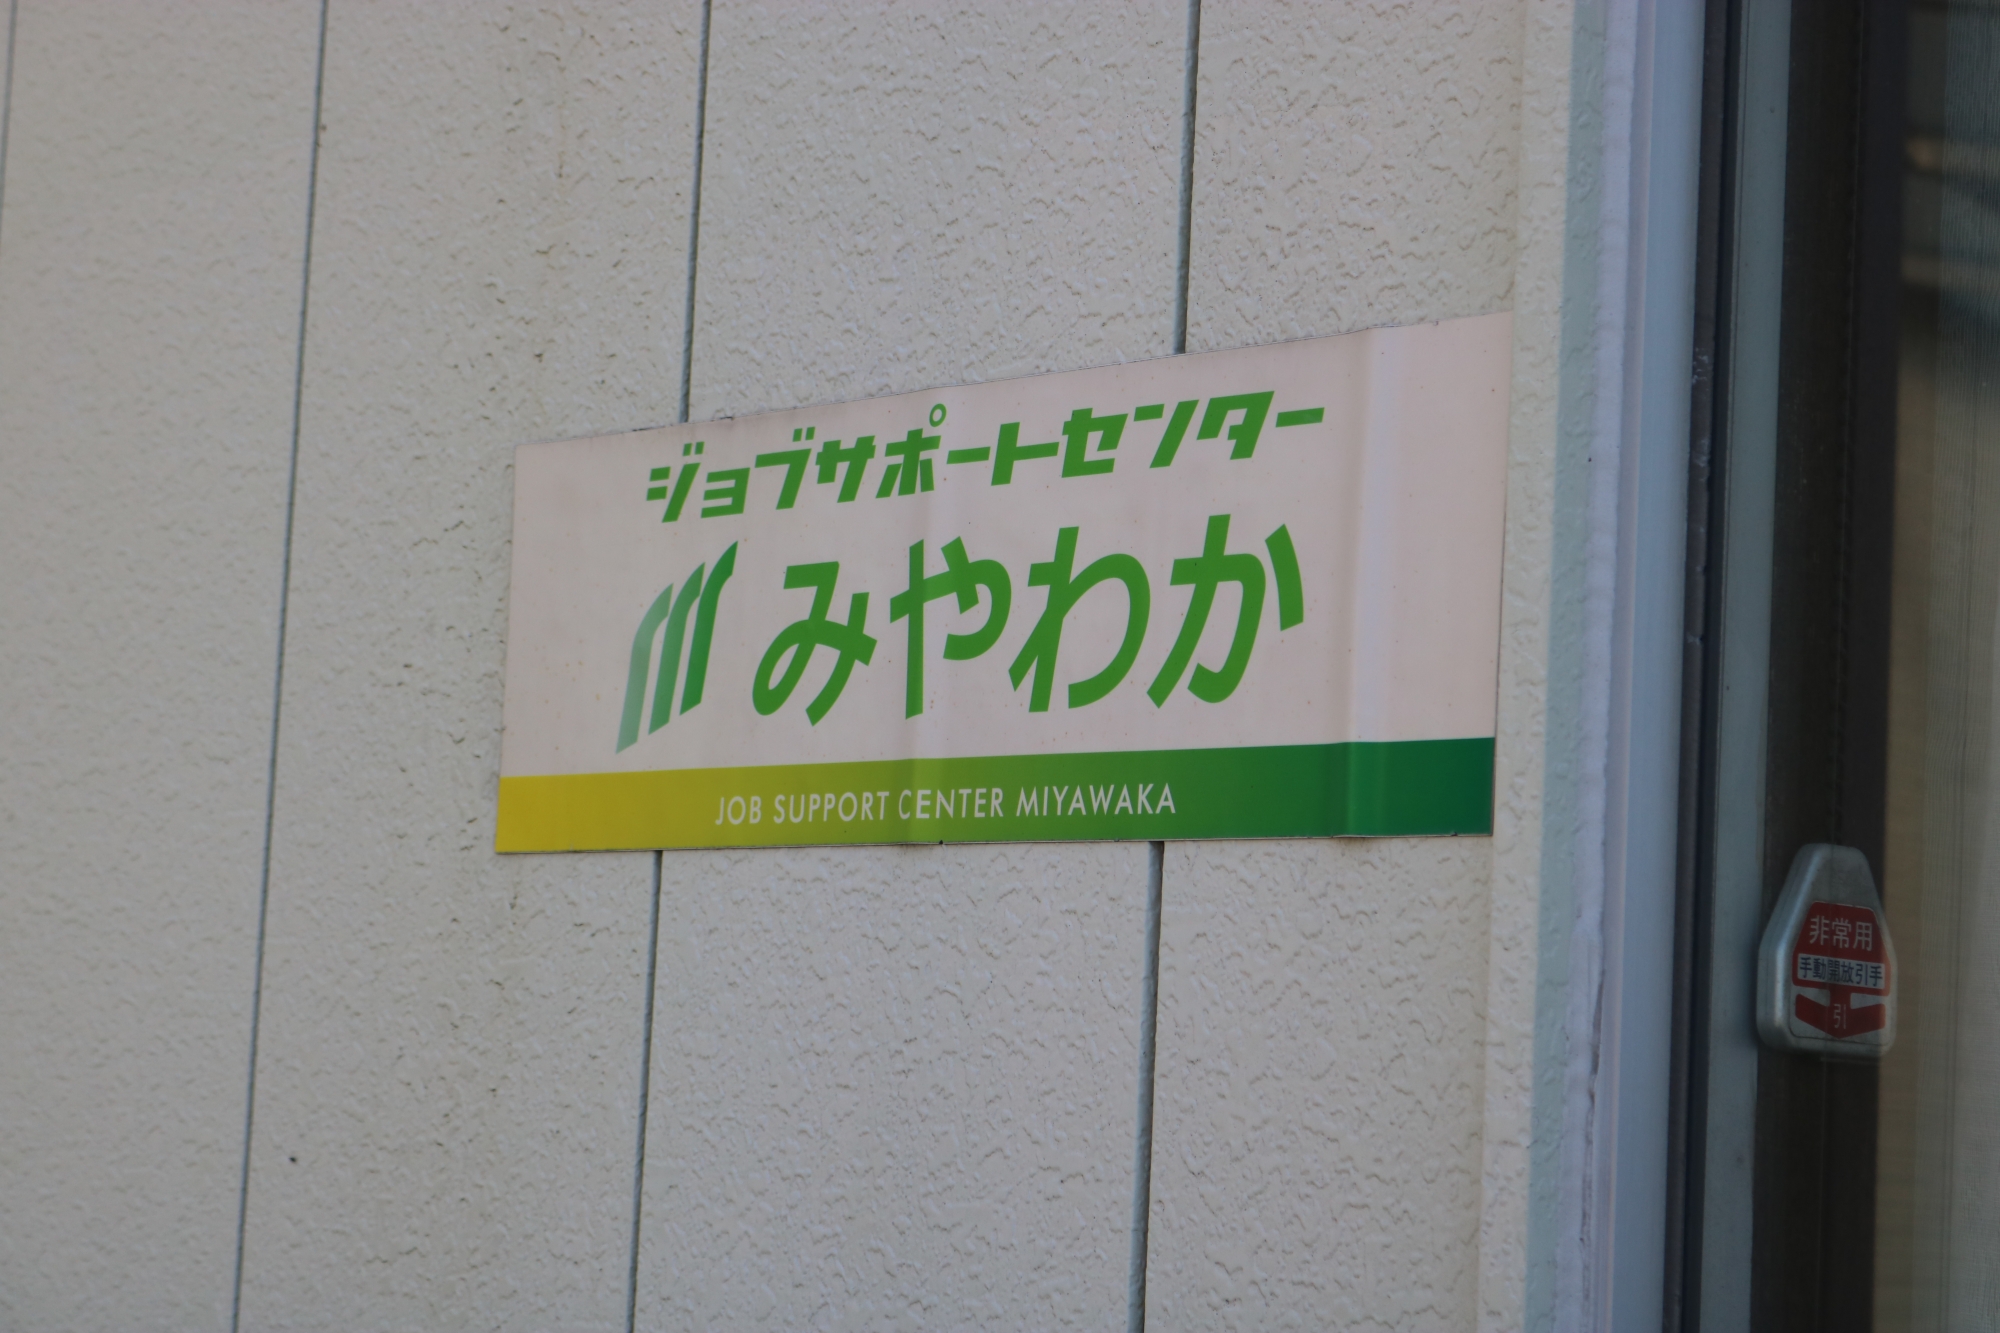 ジョブサポートセンター
みやわか
JOB SUPPORT CENTER MIYAWAKA
非常用
手動開放引手
引